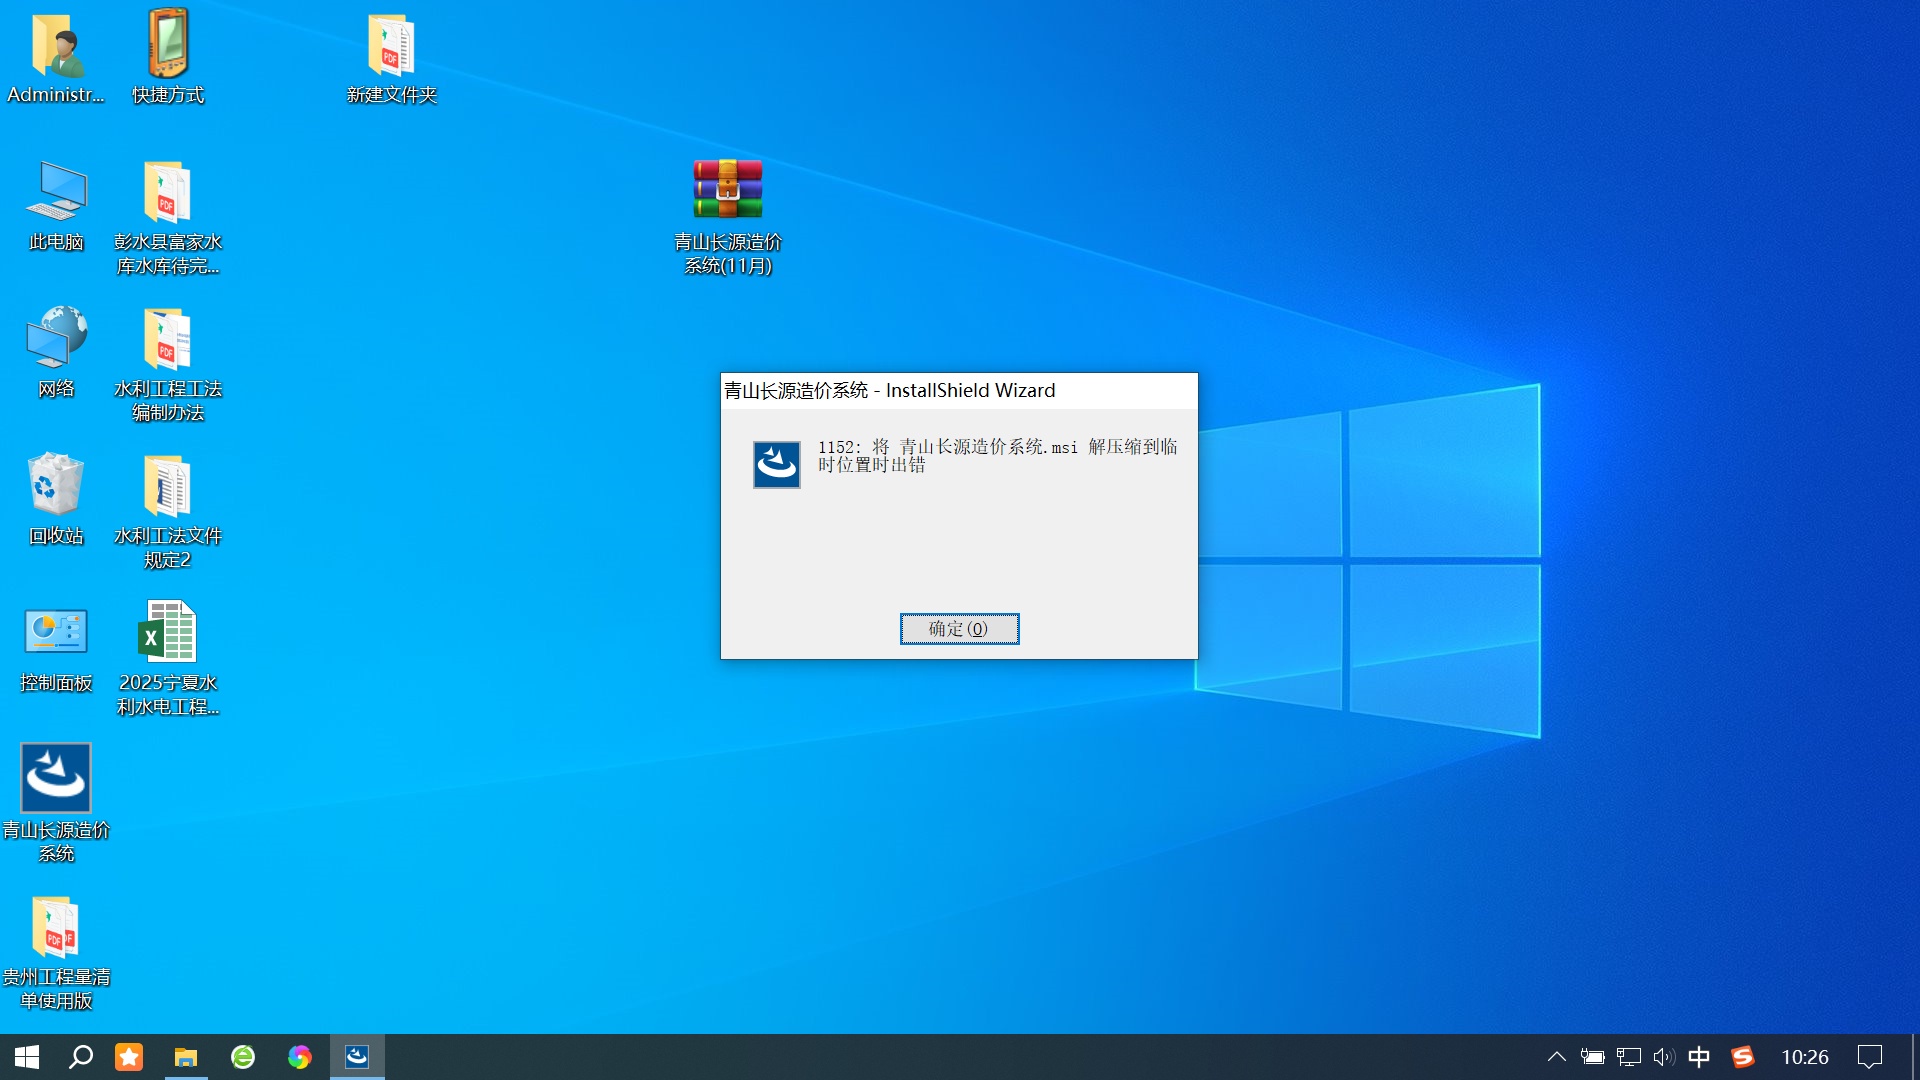 Administr...
快捷方式
新建文件夹
此电脑
彭水县富家水
库水库待完...
青山长源造价
系统(11月)
网络
水利工程工法
编制办法
青山长源造价系统 - InstallShield Wizard
1152: 将 青山长源造价系统.msi 解压缩到临
时位置时出错
确定(O)
回收站
水利工法文件
规定2
控制面板
2025宁夏水
利水电工程...
青山长源造价
系统
贵州工程量清
单使用版
中
10:26